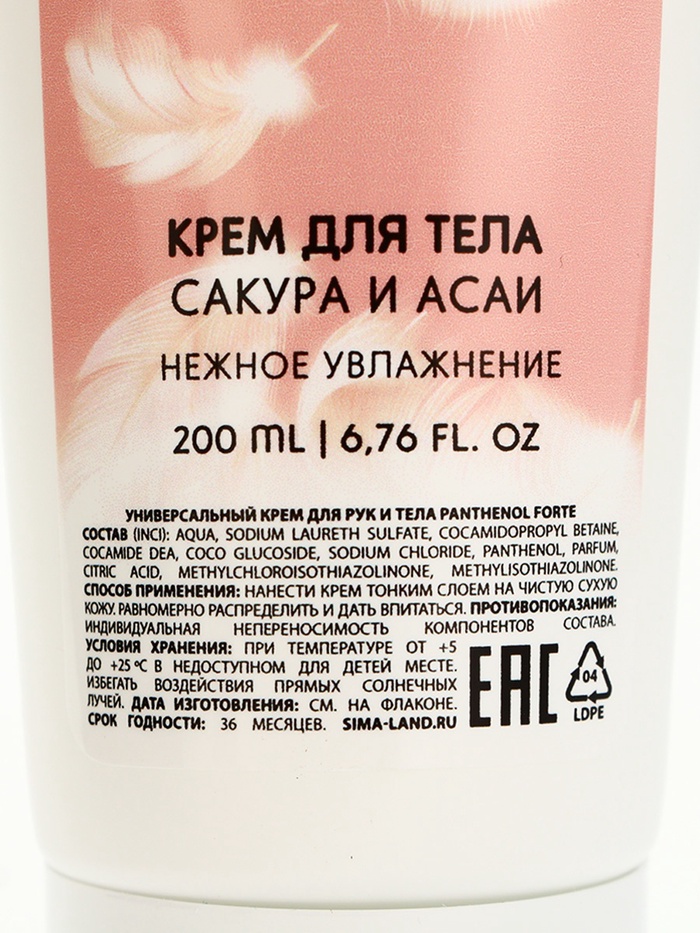 КРЕМ ДЛЯ ТЕЛА
САКУРА И АСАИ
НЕЖНОЕ УВЛАЖНЕНИЕ
200 ML | 6,76 FL. OZ
УНИВЕРСАЛЬНЫЙ КРЕМ ДЛЯ РУК И ТЕЛА PANTHENOL FORTE
СОСТАВ (INCI): AQUA, SODIUM LAURETH SULFATE, COCAMIDOPROPYL BETAINE,
COCAMIDE DEA, COCO GLUCOSIDE, SODIUM CHLORIDE, PANTHENOL, PARFUM,
CITRIC ACID, METHYLCHLOROISOTHIAZOLINONE, METHYLISOTHIAZOLINONE.
СПОСОБ ПРИМЕНЕНИЯ: НАНЕСТИ КРЕМ ТОНКИМ СЛОЕМ НА ЧИСТУЮ СУХУЮ
КОЖУ. РАВНОМЕРНО РАСПРЕДЕЛИТЬ И ДАТЬ ВПИТАТЬСЯ. ПРОТИВОПОКАЗАНИЯ:
ИНДИВИДУАЛЬНАЯ НЕПЕРЕНОСИМОСТЬ КОМПОНЕНТОВ СОСТАВА.
УСЛОВИЯ ХРАНЕНИЯ: ПРИ ТЕМПЕРАТУРЕ ОТ +5
ДО +25 °С В НЕДОСТУПНОМ ДЛЯ ДЕТЕЙ МЕСТЕ.
ИЗБЕГАТЬ ВОЗДЕЙСТВИЯ ПРЯМЫХ СОЛНЕЧНЫХ
ЛУЧЕЙ. ДАТА ИЗГОТОВЛЕНИЯ: СМ. НА ФЛАКОНЕ.
СРОК ГОДНОСТИ: 36 МЕСЯЦЕВ. SIMA-LAND.RU
EAC
04
LDPE